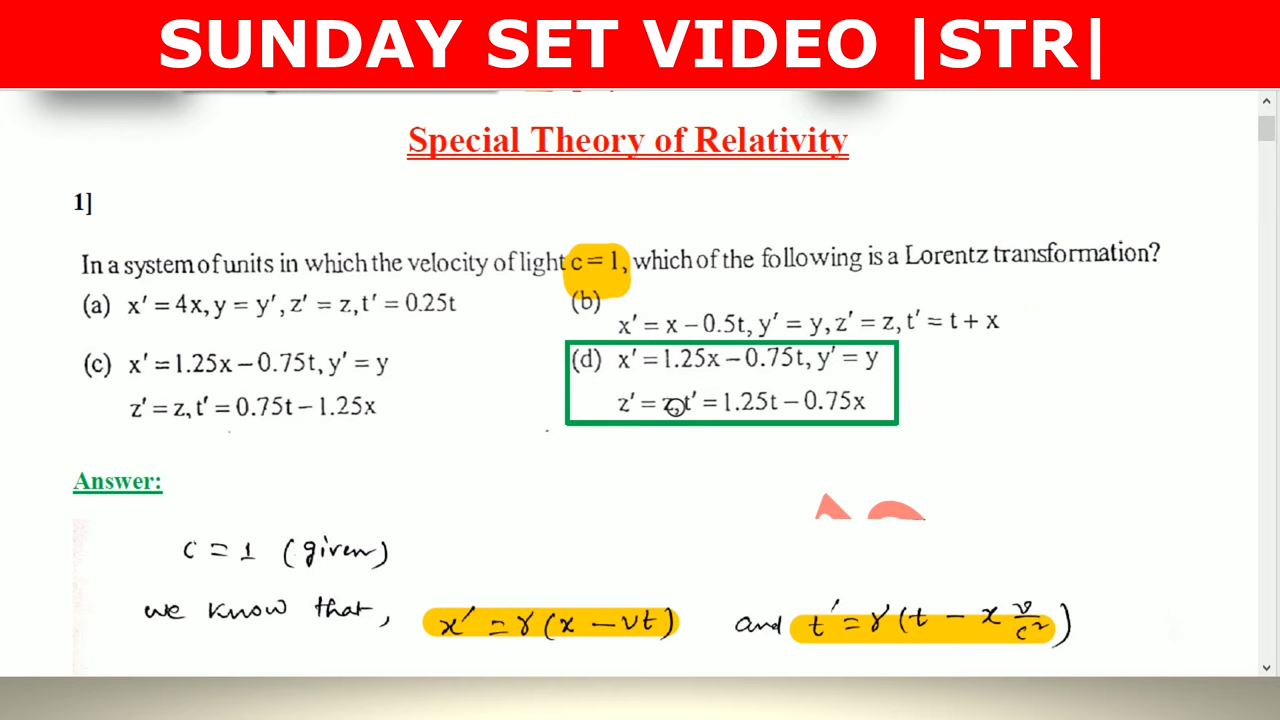 SUNDAY SET VIDEO |STR|
Special Theory of Relativity
1]
In a system of units in which the velocity of light c = 1, which of the following is a Lorentz transformation?
(a) x′ = 4x, y = y′, z′ = z, t′ = 0.25t
(b)
x′ = x − 0.5t, y′ = y, z′ = z, t′ = t + x
(c) x′ = 1.25x − 0.75t, y′ = y
z′ = z, t′ = 0.75t − 1.25x
(d) x′ = 1.25x − 0.75t, y′ = y
z′ = z, t′ = 1.25t − 0.75x
Answer:
c = 1 (given)
we know that, x′ = γ(x − vt) and t′ = γ(t − x v/c²)